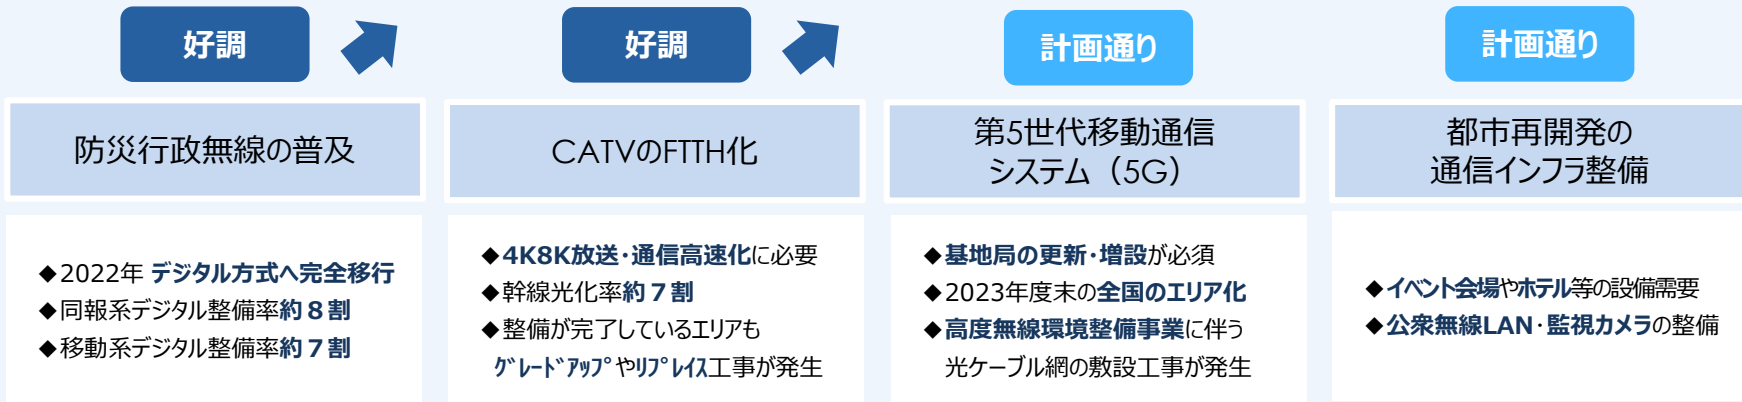 好調
防災行政無線の普及
◆2022年 デジタル方式へ完全移行
◆同報系デジタル整備率約８割
◆移動系デジタル整備率約７割
好調
CATVのFTTH化
◆4K8K放送・通信高速化に必要
◆幹線光化率約７割
◆整備が完了しているエリアも
ｸﾞﾚｰﾄﾞｱｯﾌﾟやﾘﾌﾟﾚｲｽ工事が発生
計画通り
第5世代移動通信
システム（5G）
◆基地局の更新・増設が必須
◆2023年度末の全国のエリア化
◆高度無線環境整備事業に伴う
光ケーブル網の敷設工事が発生
計画通り
都市再開発の
通信インフラ整備
◆イベント会場やホテル等の設備需要
◆公衆無線LAN・監視カメラの整備